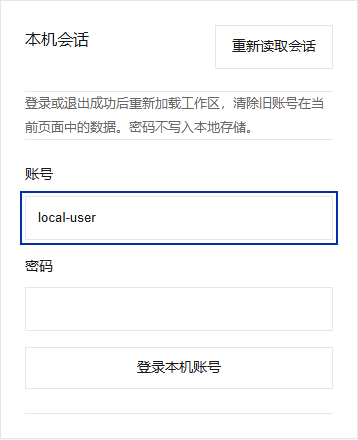 本机会话
重新读取会话
登录或退出成功后重新加载工作区，清除旧账号在当
前页面中的数据。密码不写入本地存储。
账号
local-user
密码
登录本机账号